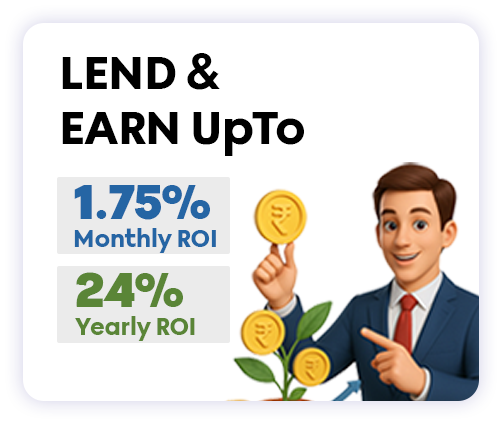 LEND &
EARN UpTo
1.75%
Monthly ROI
24%
Yearly ROI
₹
₹
₹